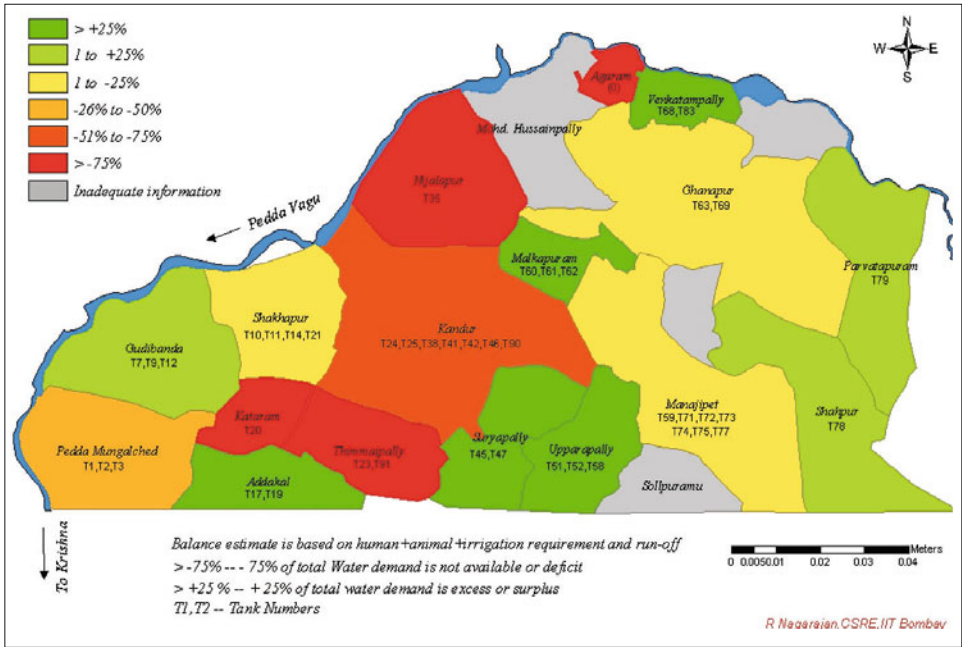 > +25%
1 to +25%
1 to -25%
-26% to -50%
-51% to -75%
> -75%
Inadequate information
N
W E
S
Agaram
(0)
Venkatampally
T68,T83
Mohd. Hussainpally
T35
Ghanapur
T63,T69
Pedda Vagu
Malkapuram
T60,T61,T62
Parvatapuram
T79
Shakhapur
T10,T11,T14,T21
Kandur
T24,T25,T38,T41,T42,T46,T90
Gudibanda
T7,T9,T12
Manajipet
T59,T71,T72,T73
T74,T75,T77
Shahpur
T78
Kataram
T20
Thimmaipally
T23,T91
Suryapally
T45,T47
Upparapally
T51,T52,T58
Pedda Mungalched
T1,T2,T3
Addakal
T17,T19
Sollpuramu
To Krishna
Balance estimate is based on human+animal+irrigation requirement and run-off
> -75% -- - 75% of total Water demand is not available or deficit
> +25 % -- + 25% of total water demand is excess or surplus
T1,T2 -- Tank Numbers
Meters
0 0.0050.01 0.02 0.03 0.04
R Nagarajan,CSRE,IIT Bombay